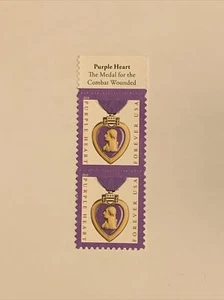 Purple Heart
The Medal for the
Combat Wounded
PURPLE HEART
FOREVER USA
PURPLE HEART
FOREVER USA